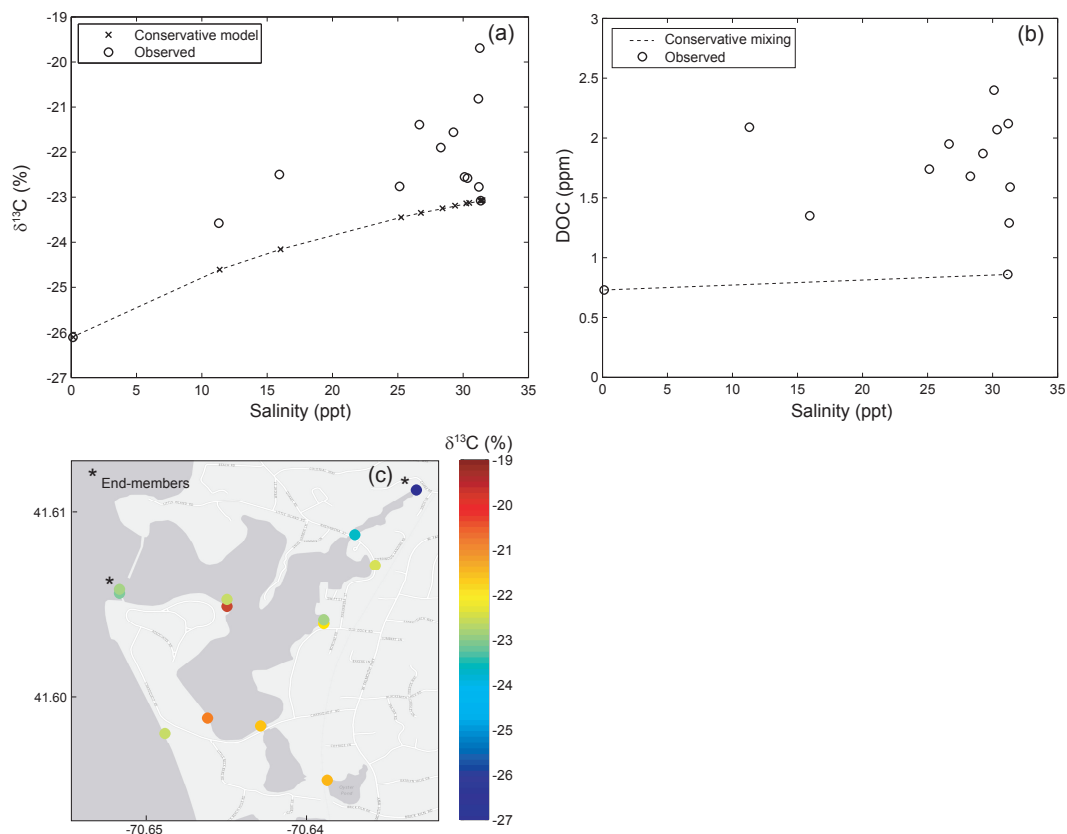 -19
-20
-21
-22
-23
-24
-25
-26
-27
δ¹³C (%)
0 5 10 15 20 25 30 35
Salinity (ppt)
× Conservative model
○ Observed
(a)
3
2.5
2
1.5
1
0.5
0
DOC (ppm)
0 5 10 15 20 25 30 35
Salinity (ppt)
Conservative mixing
○ Observed
(b)
* End-members
(c)
*
*
41.61
41.60
-70.65 -70.64
δ¹³C (%)
-19
-20
-21
-22
-23
-24
-25
-26
-27